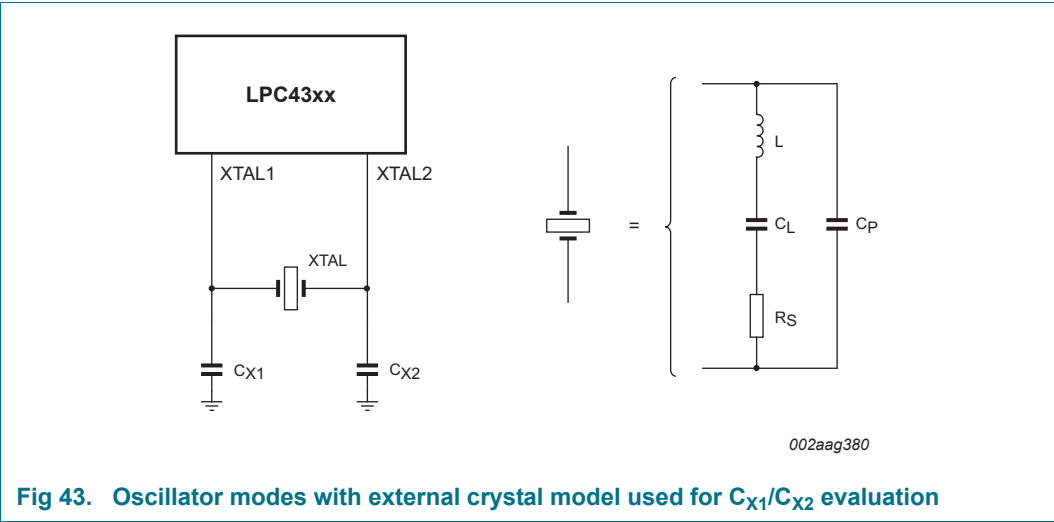 LPC43xx
XTAL1
XTAL2
XTAL
CX1
CX2
=
L
CL
CP
RS
002aag380
Fig 43. Oscillator modes with external crystal model used for CX1/CX2 evaluation